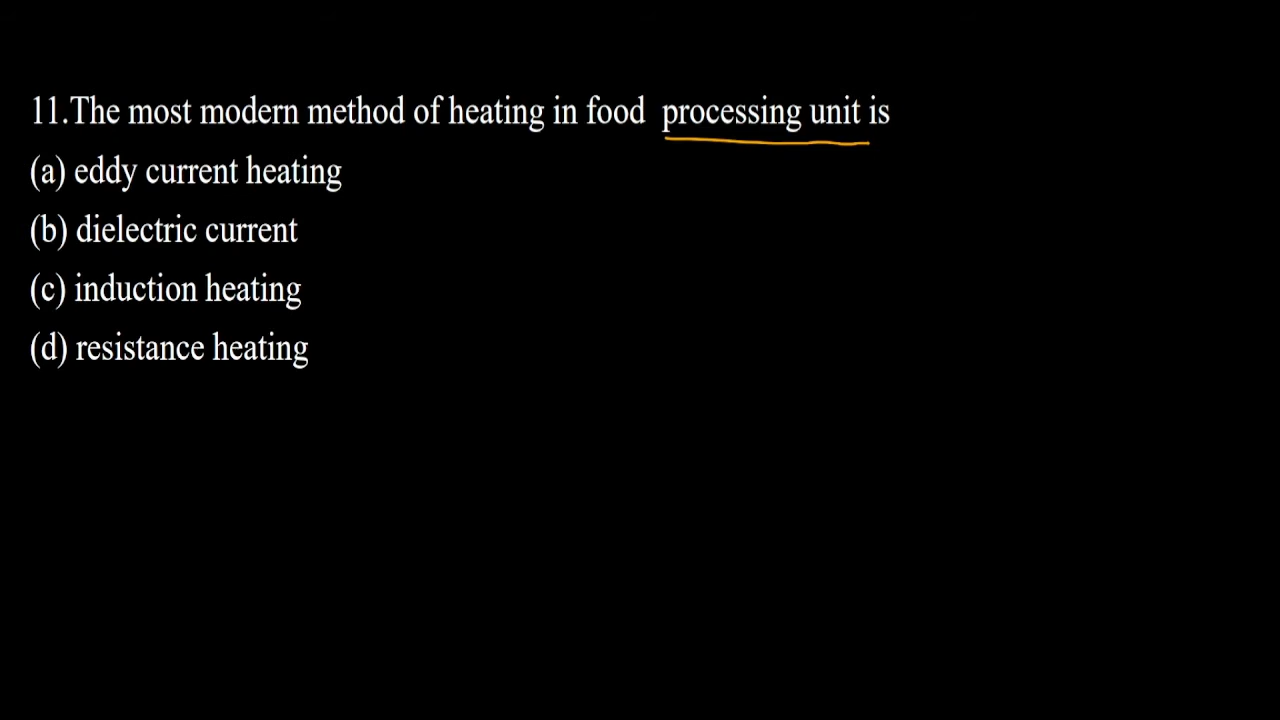 11.The most modern method of heating in food processing unit is
(a) eddy current heating
(b) dielectric current
(c) induction heating
(d) resistance heating